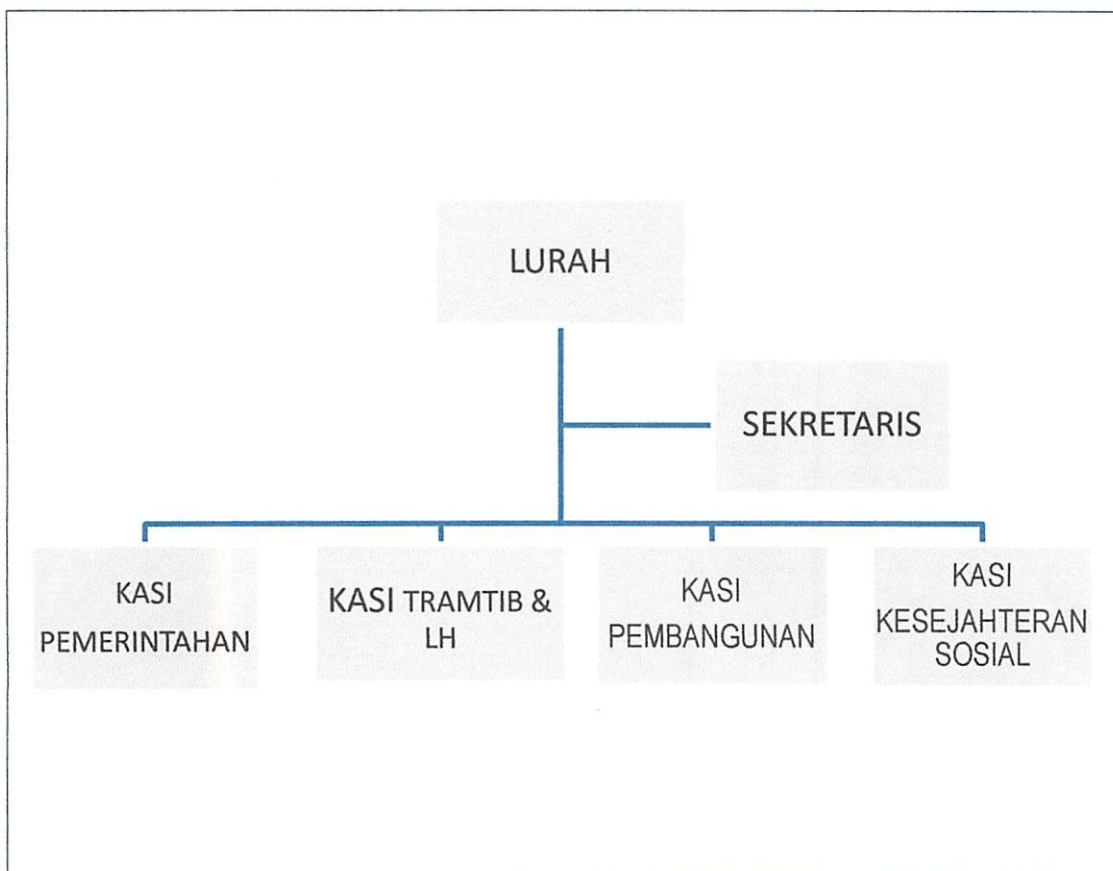 LURAH
SEKRETARIS
KASI
PEMERINTAHAN
KASI TRAMTIB &
LH
KASI
PEMBANGUNAN
KASI
KESEJAHTERAN
SOSIAL